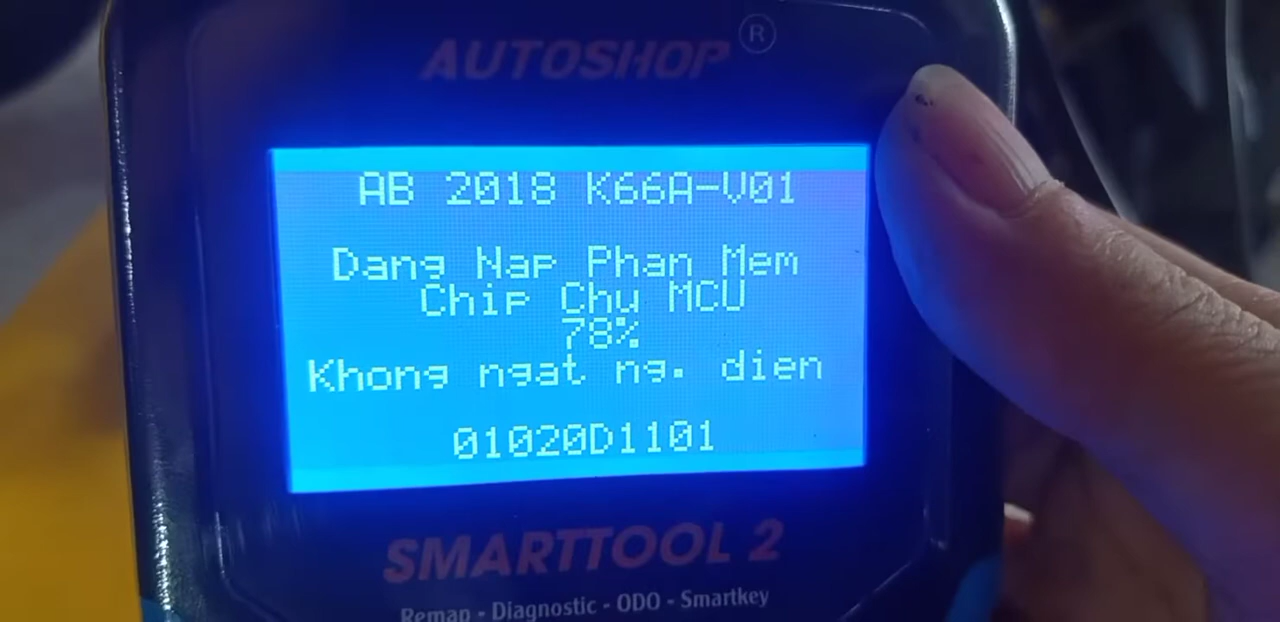 AUTOSHOP ®
AB 2018 K66A-V01
Dang Nap Phan Mem
Chip Chu MCU
78%
Khong ngat ng. dien
01020D1101
SMARTTOOL 2
Remap - Diagnostic - ODO - Smartkey